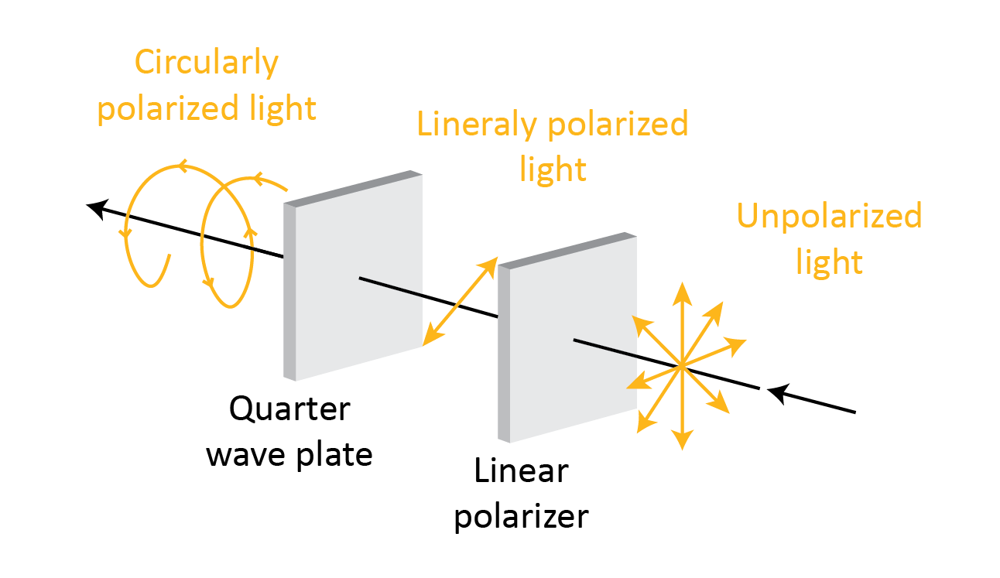 Circularly
polarized light
Lineraly polarized
light
Unpolarized
light
Quarter
wave plate
Linear
polarizer